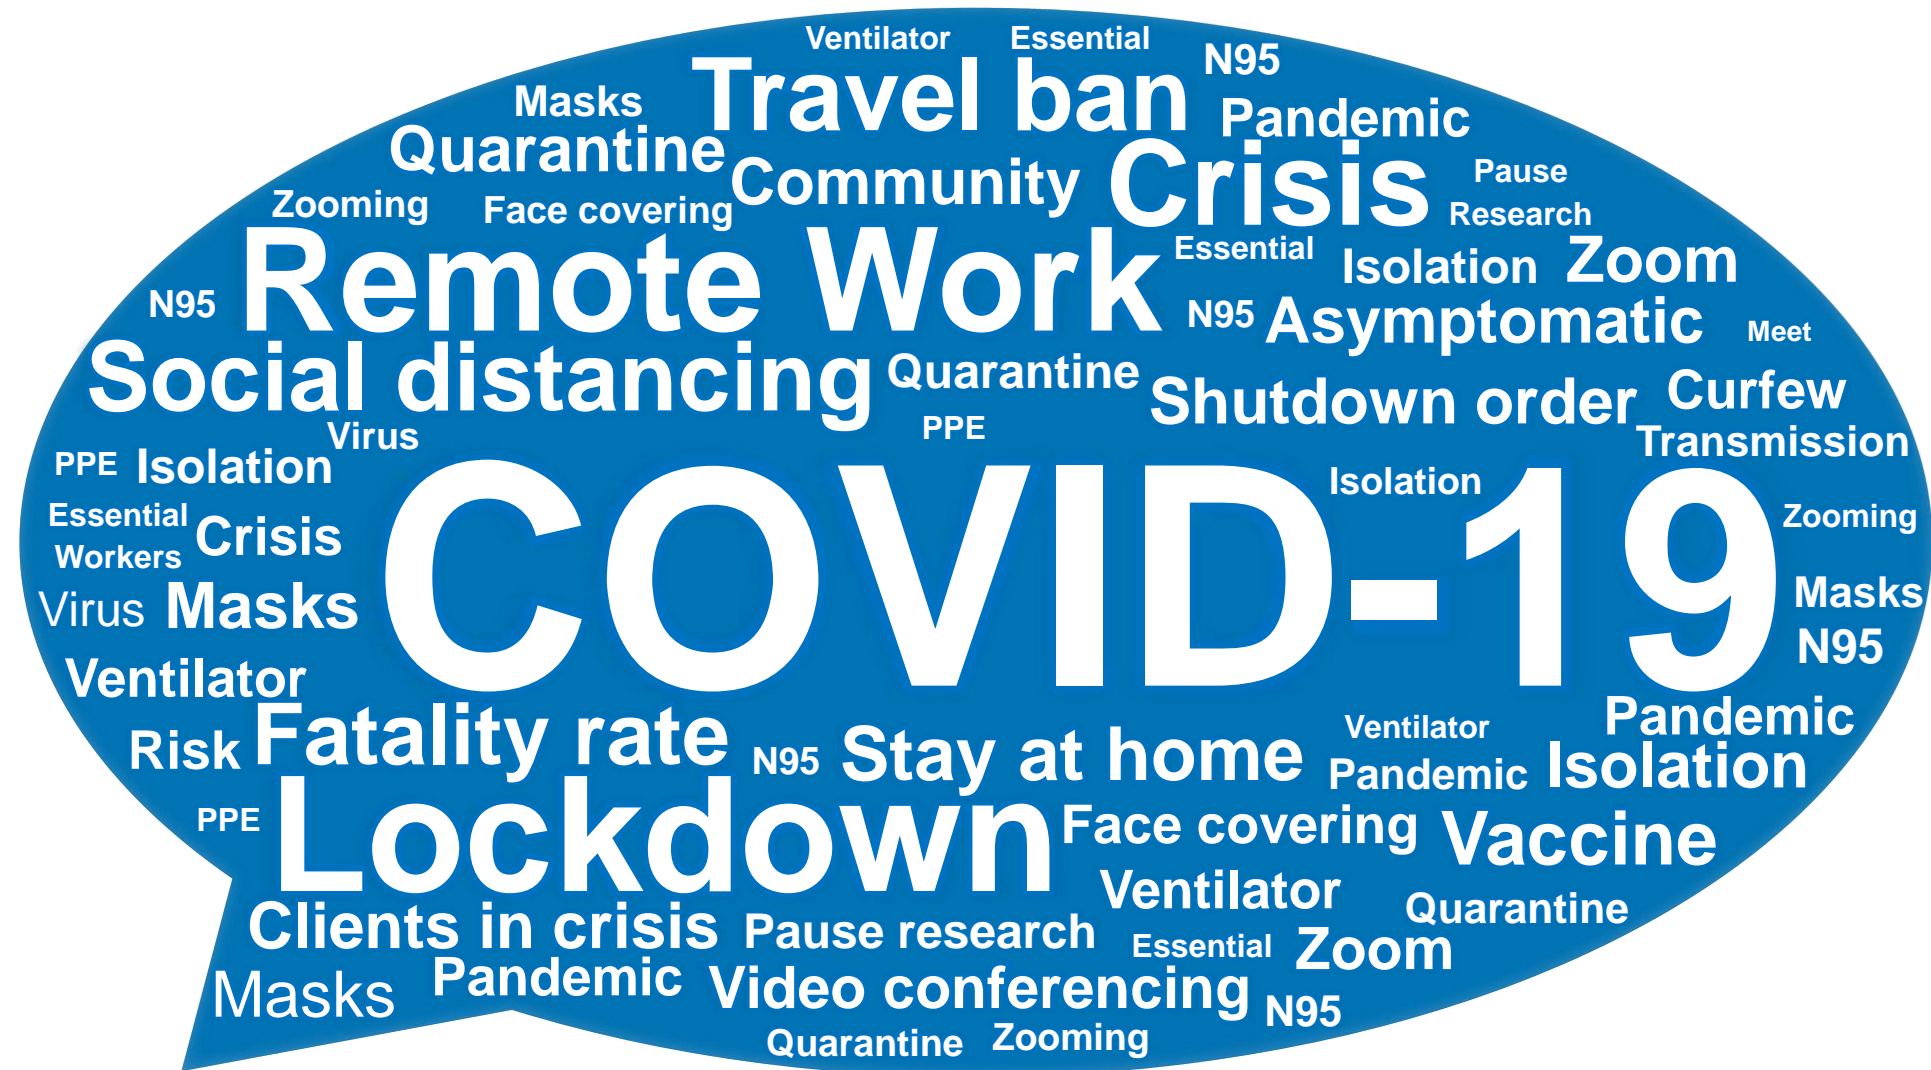 Ventilator
Essential
N95
Travel ban
Masks
Pandemic
Quarantine
Community
Crisis
Pause
Research
Zooming
Face covering
Remote Work
Essential
Isolation
Zoom
N95
N95
Asymptomatic
Meet
Social distancing
Quarantine
Shutdown order
Curfew
PPE
Virus
Transmission
PPE
Isolation
Isolation
COVID-19
Essential
Workers
Crisis
Zooming
Virus
Masks
Masks
N95
Ventilator
Risk
Fatality rate
N95
Stay at home
Ventilator
Pandemic
Pandemic
Isolation
PPE
Lockdown
Face covering
Vaccine
Ventilator
Quarantine
Clients in crisis
Pause research
Essential
Zoom
Masks
Pandemic
Video conferencing
N95
Quarantine
Zooming